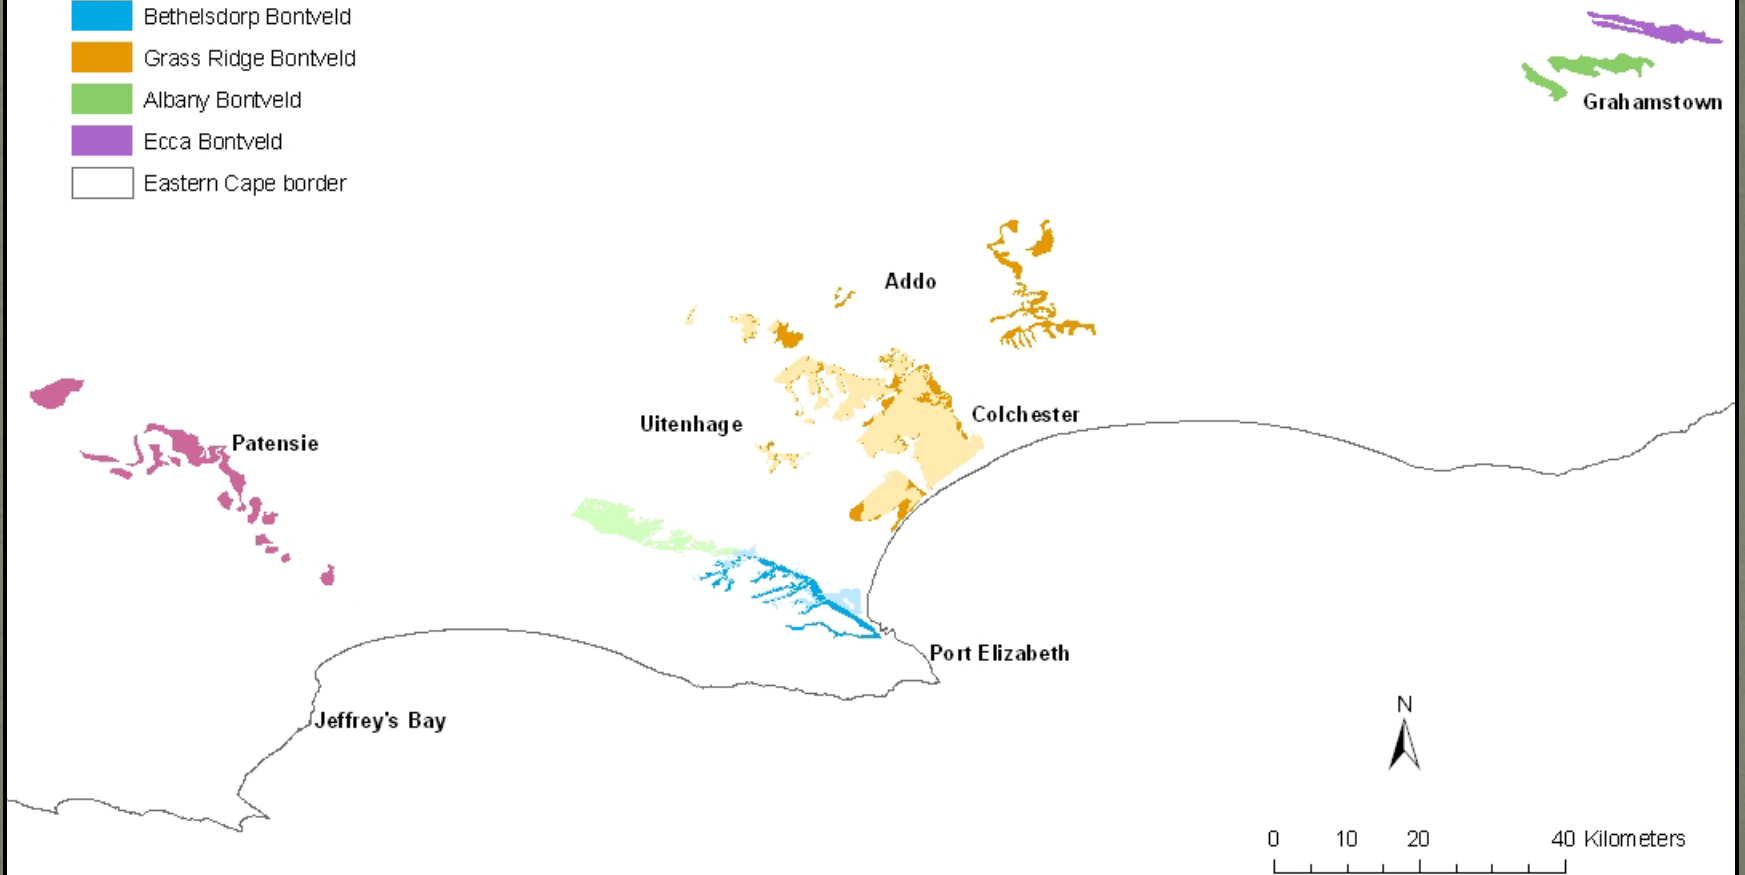 Bethelsdorp Bontveld
Grass Ridge Bontveld
Albany Bontveld
Ecca Bontveld
Eastern Cape border
Grahamstown
Addo
Colchester
Uitenhage
Patensie
Port Elizabeth
Jeffrey's Bay
N
0 10 20 40 Kilometers